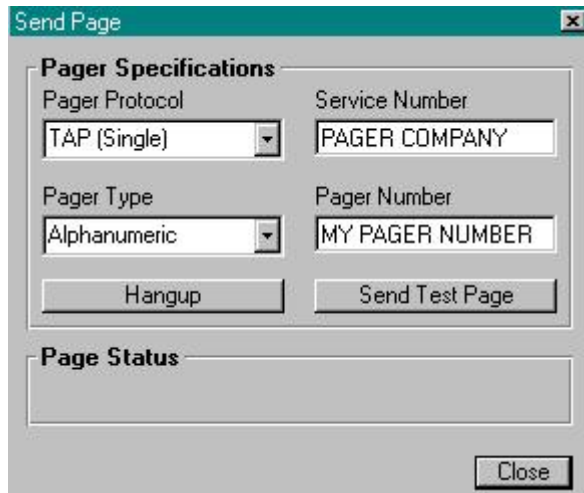 Send Page
Pager Specifications
Pager Protocol
Service Number
TAP (Single)
PAGER COMPANY
Pager Type
Pager Number
Alphanumeric
MY PAGER NUMBER
Hangup
Send Test Page
Page Status
Close